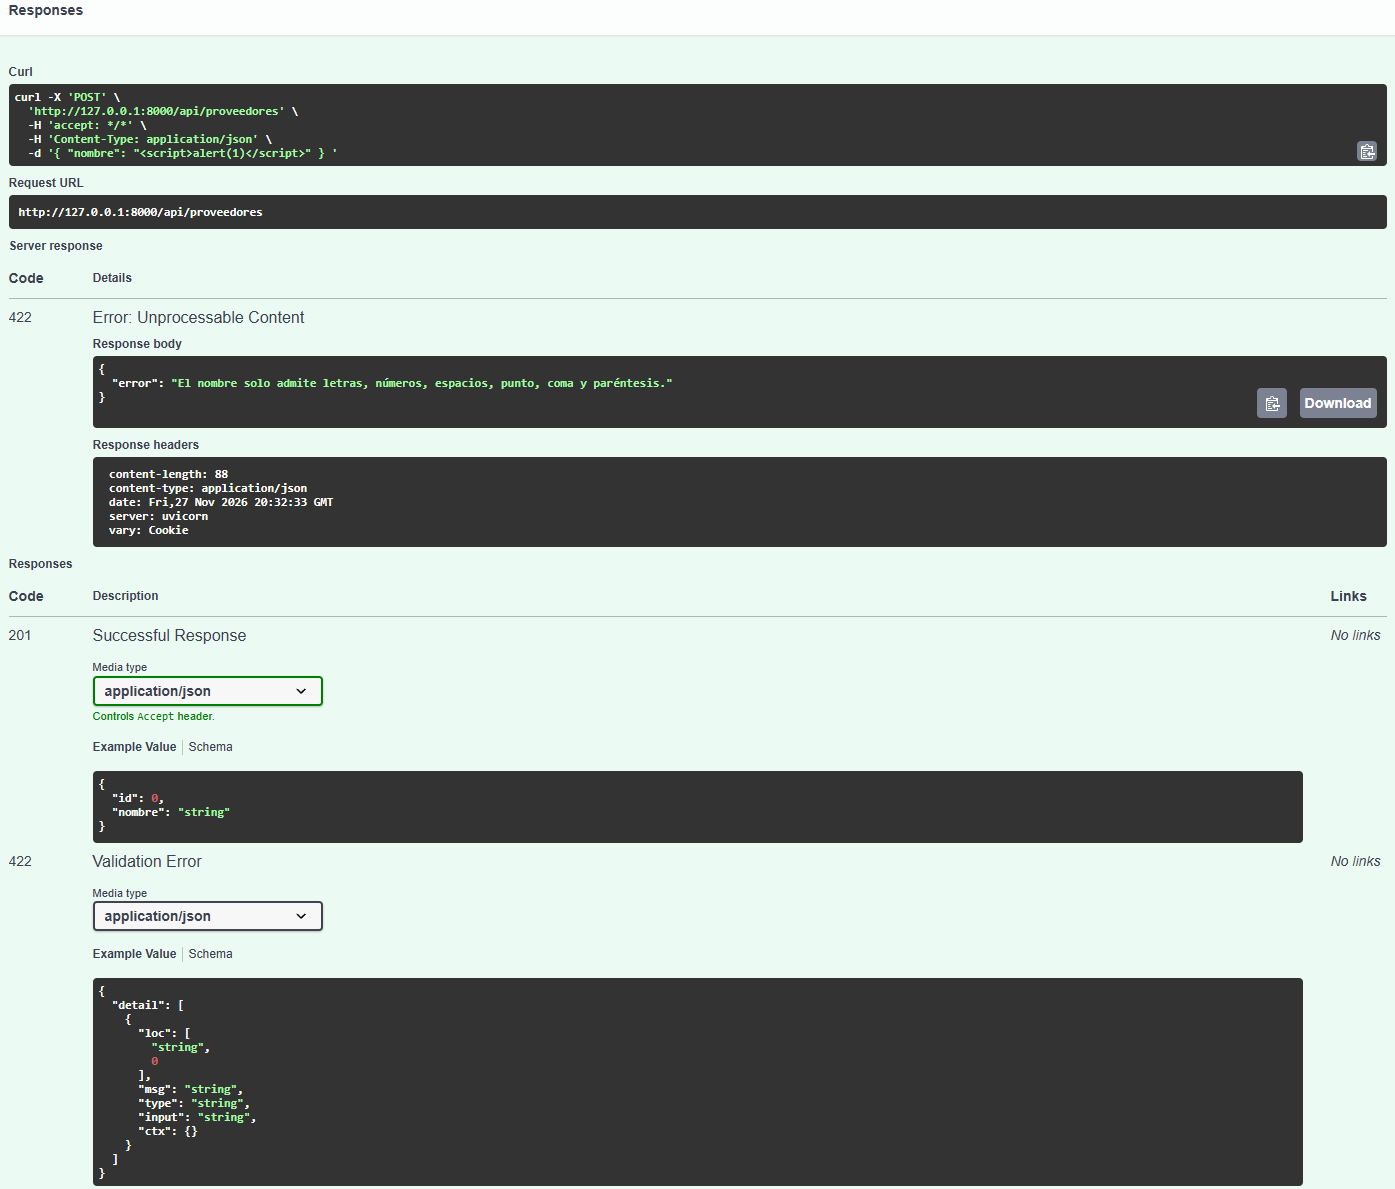 Responses
Curl
curl -X 'POST' \
  'http://127.0.0.1:8000/api/proveedores' \
  -H 'accept: */*' \
  -H 'Content-Type: application/json' \
  -d '{ "nombre": "<script>alert(1)</script>" } '
Request URL
http://127.0.0.1:8000/api/proveedores
Server response
Code Details
422 Error: Unprocessable Content
Response body
{
  "error": "El nombre solo admite letras, números, espacios, punto, coma y paréntesis."
}
Download
Response headers
content-length: 88
content-type: application/json
date: Fri,27 Nov 2026 20:32:33 GMT
server: uvicorn
vary: Cookie
Responses
Code Description Links
201 Successful Response No links
Media type
application/json
Controls Accept header.
Example Value Schema
{
  "id": 0,
  "nombre": "string"
}
422 Validation Error No links
Media type
application/json
Example Value Schema
{
  "detail": [
    {
      "loc": [
        "string",
        0
      ],
      "msg": "string",
      "type": "string",
      "input": "string",
      "ctx": {}
    }
  ]
}